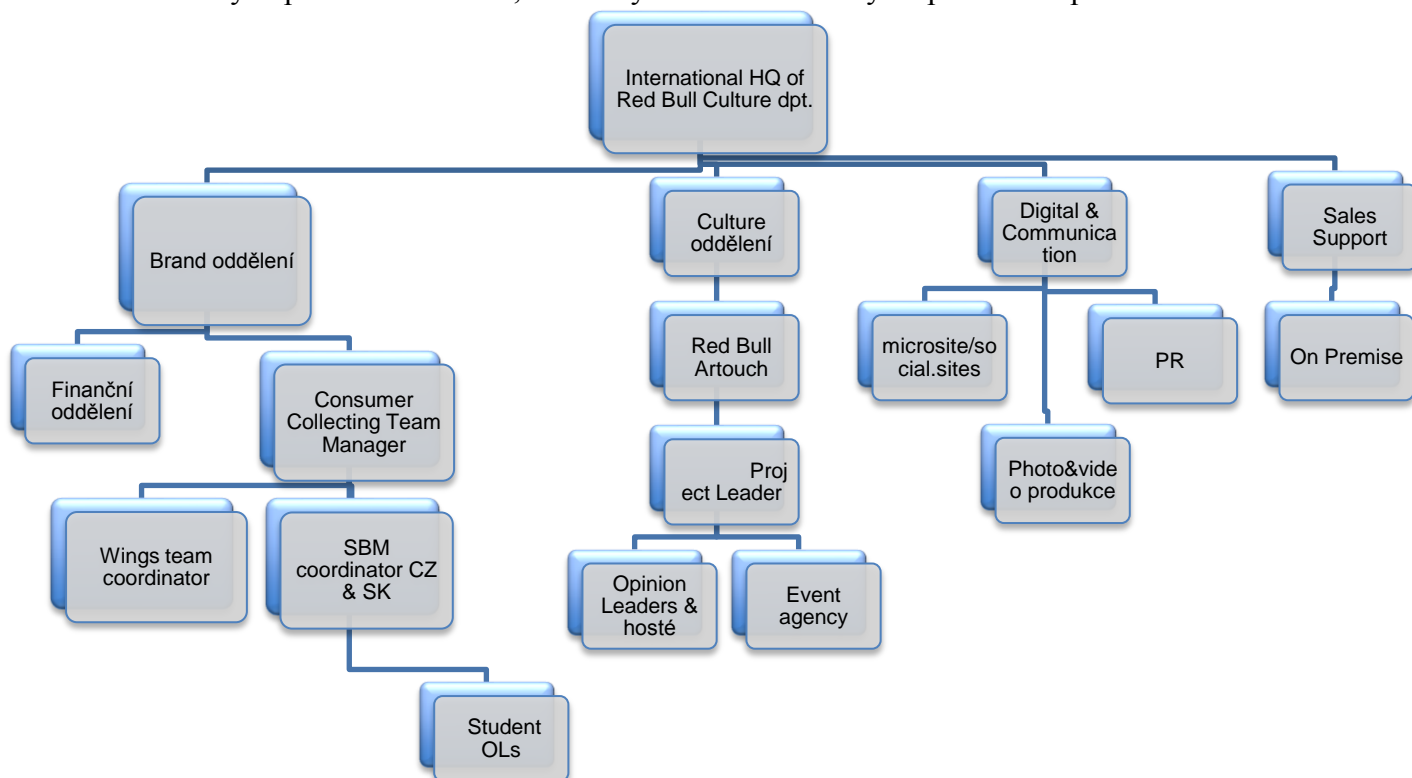 International HQ of
Red Bull Culture dpt.
Brand oddělení
Culture
oddělení
Digital &
Communica
tion
Sales
Support
Finanční
oddělení
Consumer
Collecting Team
Manager
Red Bull
Artouch
microsite/so
cial.sites
PR
On Premise
Proj
ect Leader
Photo&vide
o produkce
Wings team
coordinator
SBM
coordinator CZ
& SK
Opinion
Leaders &
hosté
Event
agency
Student
OLs